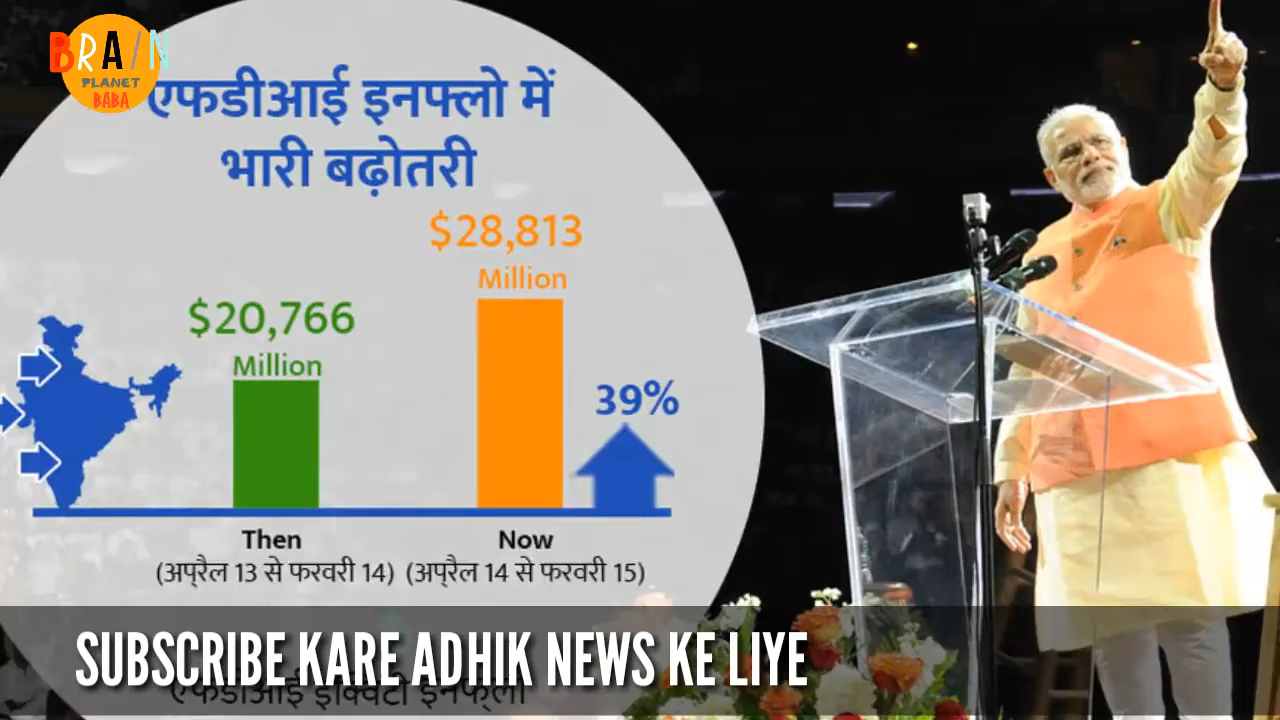 BRAIN
PLANET
BABA
एफडीआई इनफ्लो में
भारी बढ़ोतरी
$28,813
Million
$20,766
Million
39%
Then
Now
(अप्रैल 13 से फरवरी 14) (अप्रैल 14 से फरवरी 15)
SUBSCRIBE KARE ADHIK NEWS KE LIYE
एफडीआई इक्विटी इनफ्लो